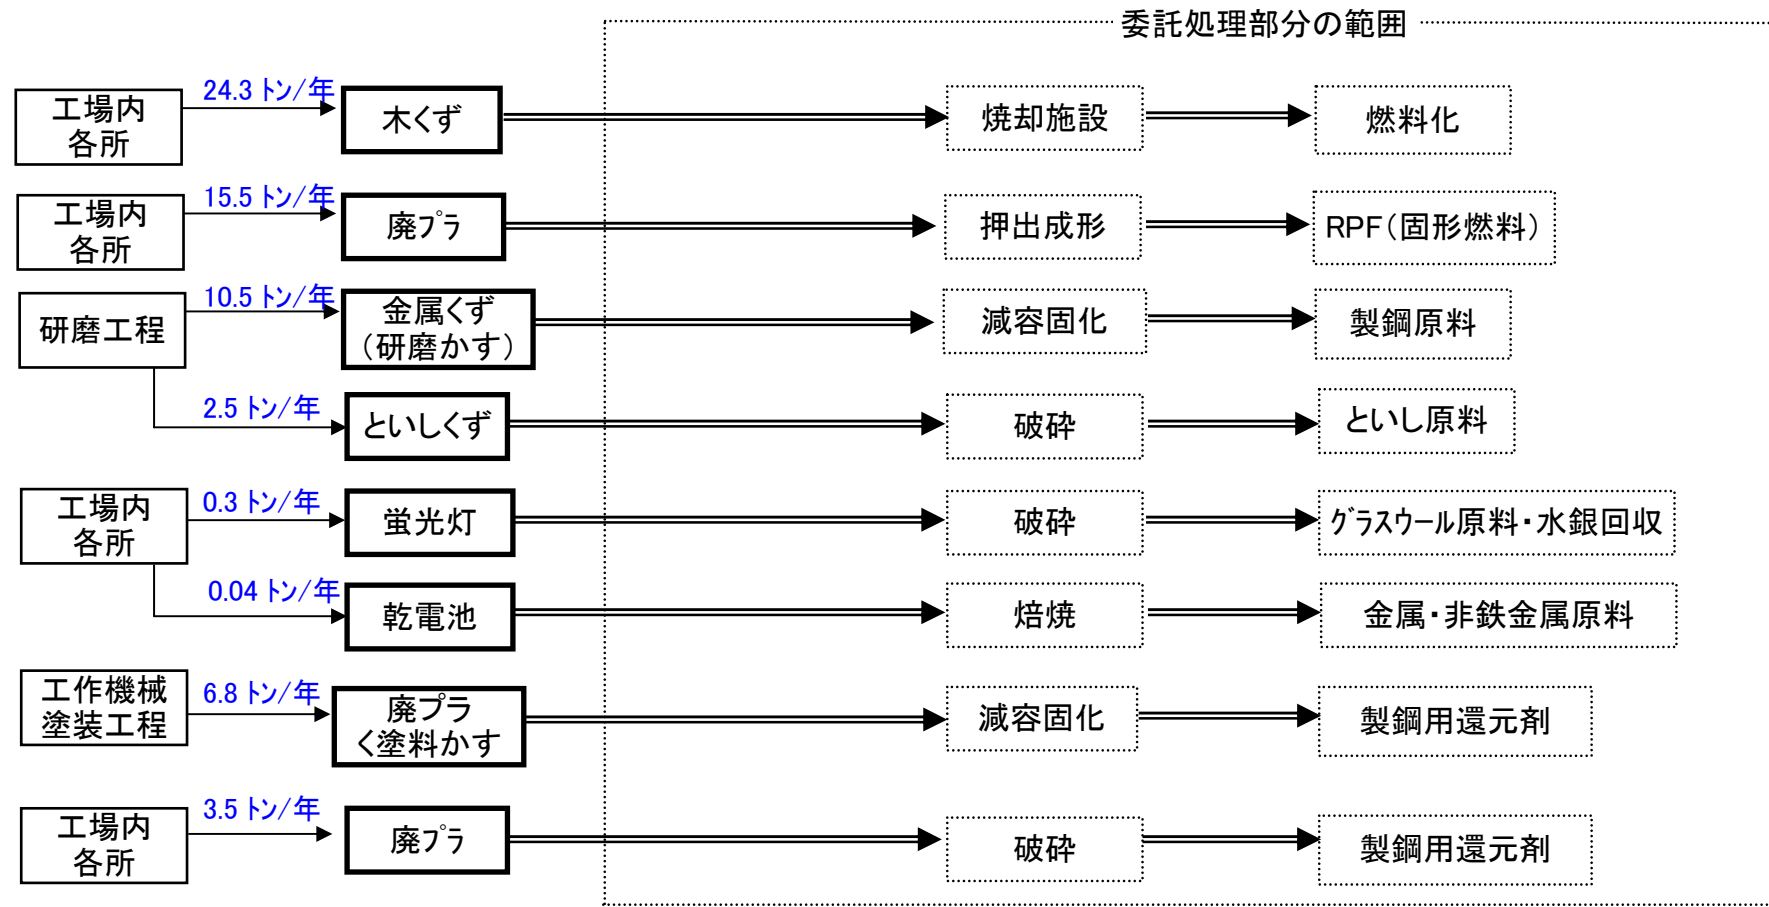 委託処理部分の範囲
工場内
各所
24.3 トン/年
木くず
焼却施設
燃料化
工場内
各所
15.5 トン/年
廃プラ
押出成形
RPF（固形燃料）
研磨工程
10.5 トン/年
金属くず
（研磨かす）
減容固化
製鋼原料
2.5 トン/年
といしくず
破砕
といし原料
工場内
各所
0.3 トン/年
蛍光灯
破砕
グラスウール原料・水銀回収
0.04 トン/年
乾電池
焙焼
金属・非鉄金属原料
工作機械
塗装工程
6.8 トン/年
廃プラ
く塗料かす
減容固化
製鋼用還元剤
工場内
各所
3.5 トン/年
廃プラ
破砕
製鋼用還元剤